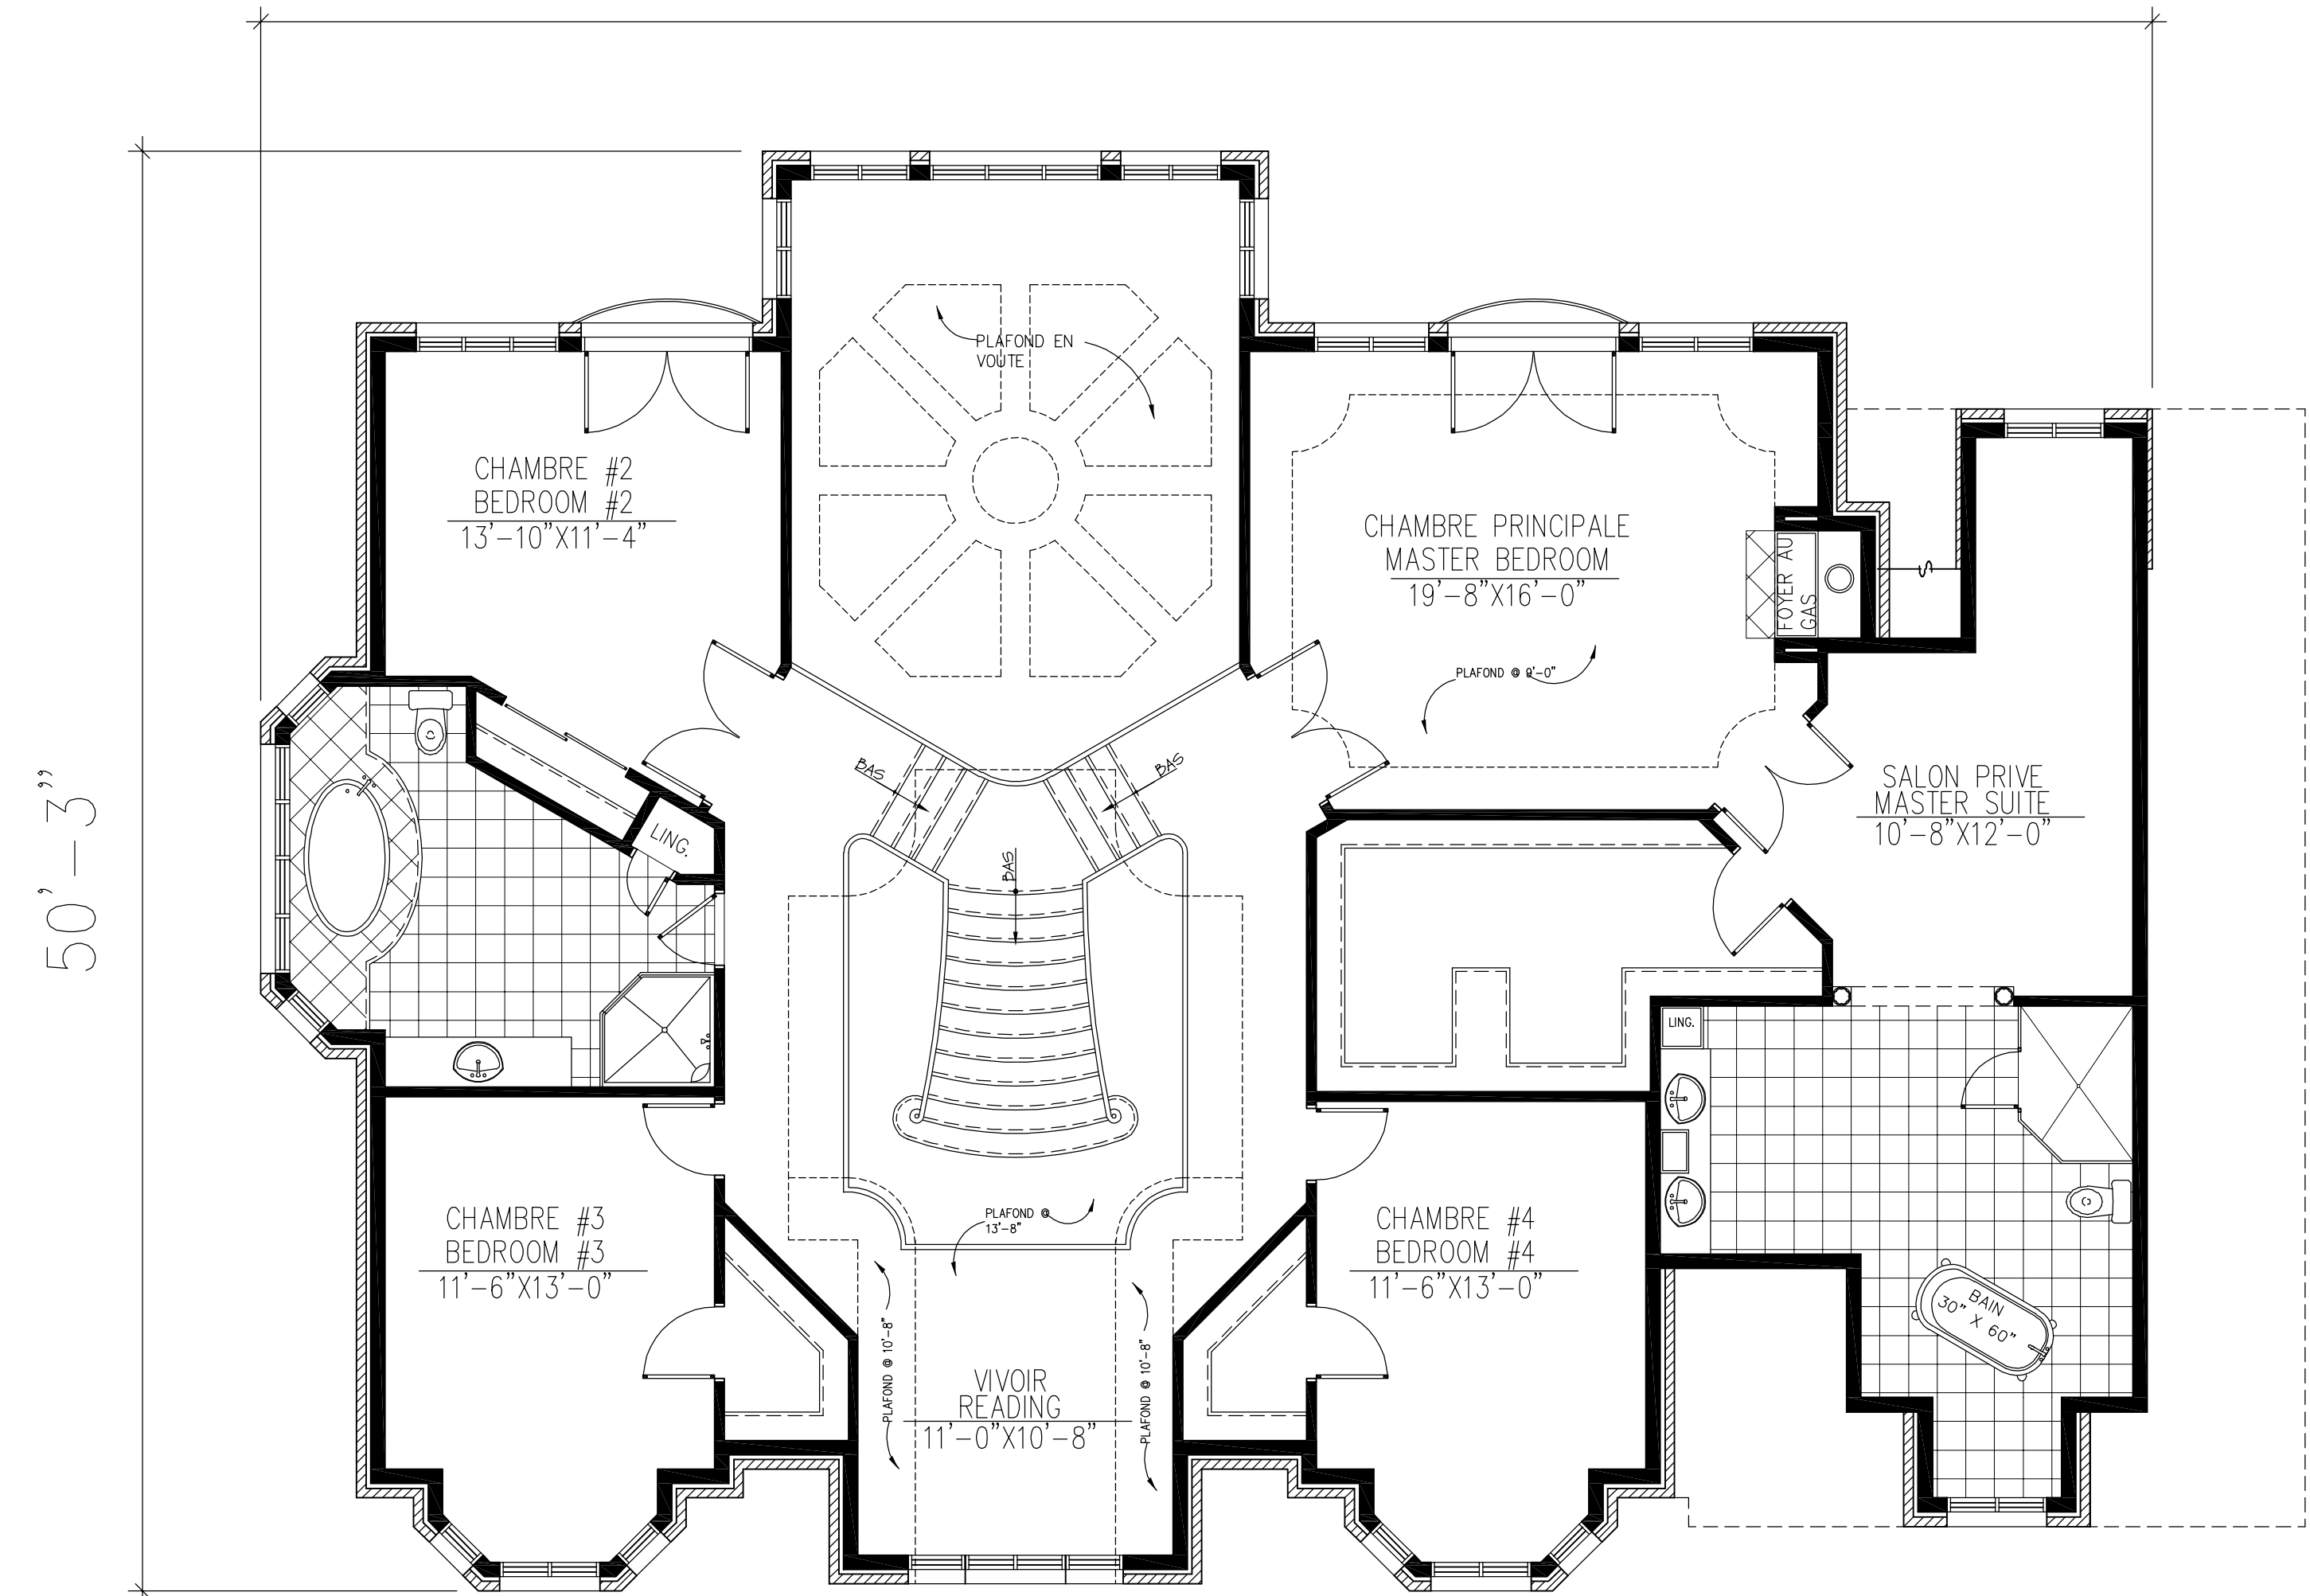 PLAFOND EN
VOUTE
CHAMBRE #2
BEDROOM #2
13'-10"X11'-4"
CHAMBRE PRINCIPALE
MASTER BEDROOM
19'-8"X16'-0"
FOYER AU
GAS
PLAFOND @ 9'-0"
BAS
BAS
SALON PRIVE
MASTER SUITE
10'-8"X12'-0"
LING.
BAS
50'-3"
LING.
CHAMBRE #3
BEDROOM #3
11'-6"X13'-0"
PLAFOND @
13'-8"
CHAMBRE #4
BEDROOM #4
11'-6"X13'-0"
BAIN
30" X 60"
PLAFOND @ 10'-8"
PLAFOND @ 10'-8"
VIVOIR
READING
11'-0"X10'-8"